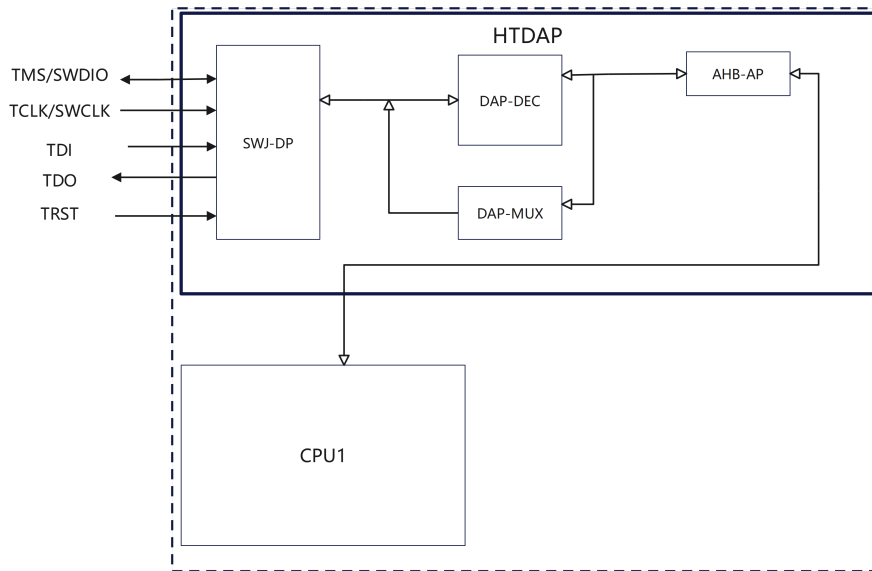 HTDAP
TMS/SWDIO
TCLK/SWCLK
TDI
TDO
TRST
SWJ-DP
DAP-DEC
AHB-AP
DAP-MUX
CPU1